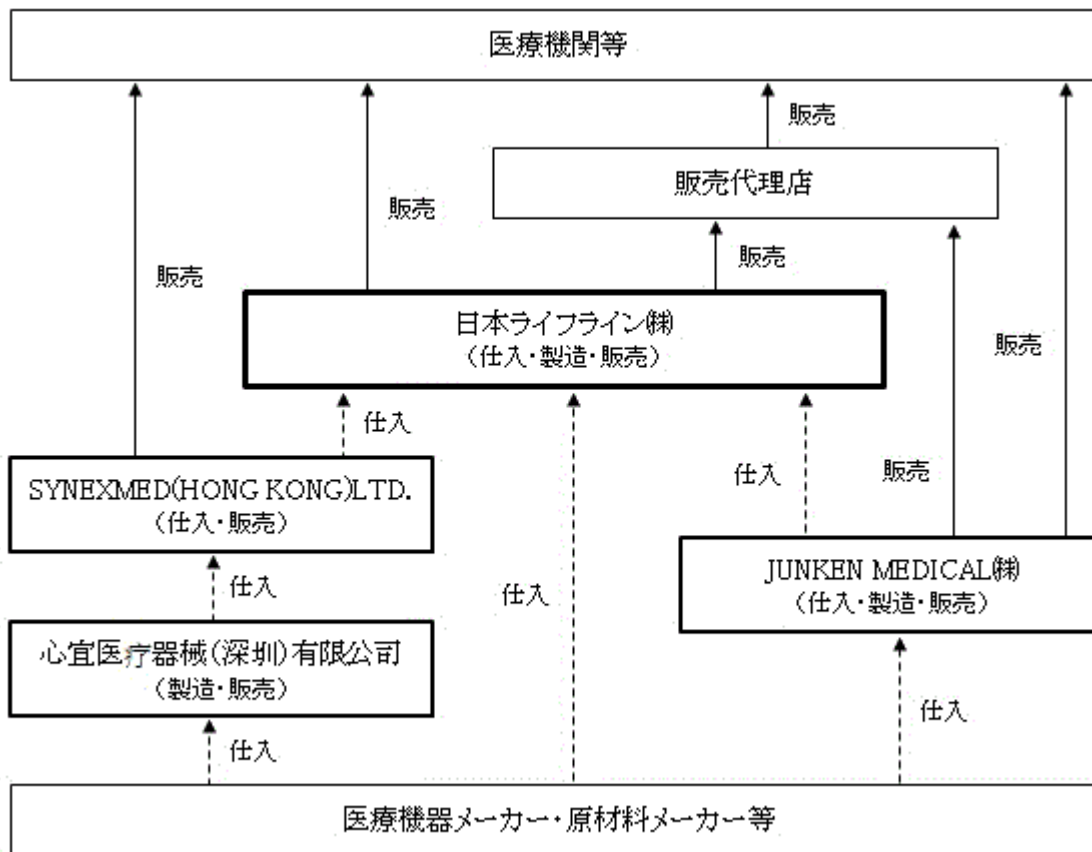 医療機関等
販売
販売代理店
販売
販売
販売
販売
日本ライフライン㈱
（仕入・製造・販売）
仕入
仕入
販売
SYNEXMED(HONG KONG)LTD.
（仕入・販売）
JUNKEN MEDICAL㈱
（仕入・製造・販売）
仕入
仕入
心宜医疗器械(深圳)有限公司
（製造・販売）
仕入
仕入
医療機器メーカー・原材料メーカー等